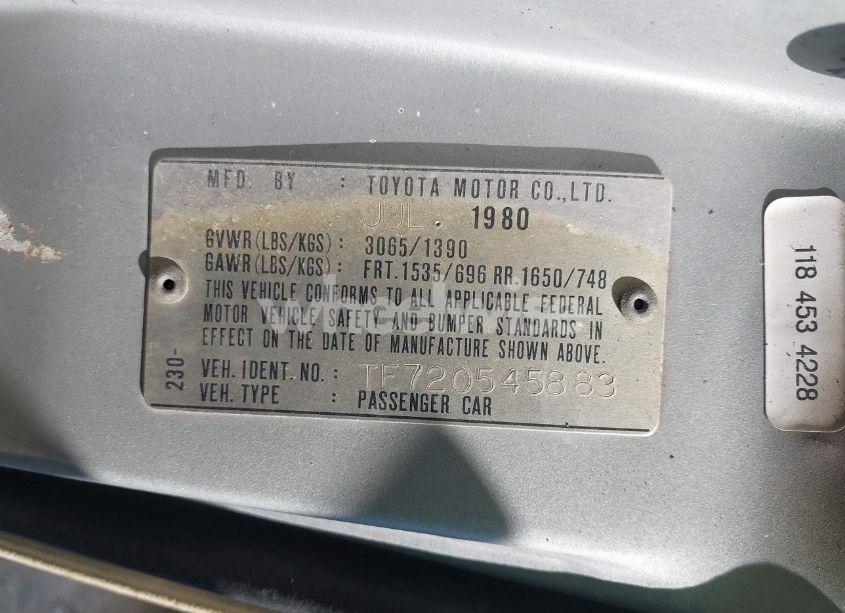 MFD. BY : TOYOTA MOTOR CO.,LTD.
JUL. 1980
GVWR(LBS/KGS): 3065/1390
GAWR(LBS/KGS): FRT.1535/696 RR.1650/748
THIS VEHICLE CONFORMS TO ALL APPLICABLE FEDERAL
MOTOR VEHICLE SAFETY AND BUMPER STANDARDS IN
EFFECT ON THE DATE OF MANUFACTURE SHOWN ABOVE.
VEH. IDENT. NO.: TE720545883
VEH. TYPE : PASSENGER CAR
230-
118 453 4228